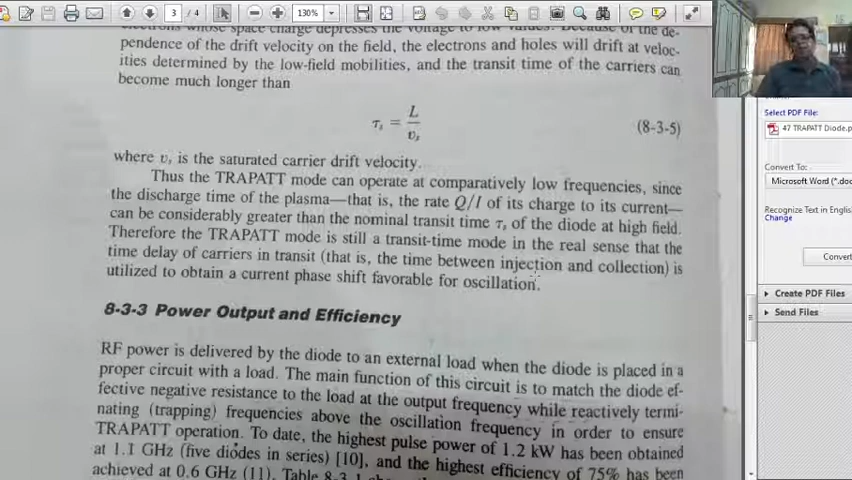 3 / 4
130%
electrons whose space charge depresses the voltage to low values. Because of the de-
pendence of the drift velocity on the field, the electrons and holes will drift at veloc-
ities determined by the low-field mobilities, and the transit time of the carriers can
become much longer than
τs = L / υs (8-3-5)
where υs is the saturated carrier drift velocity.
Thus the TRAPATT mode can operate at comparatively low frequencies, since
the discharge time of the plasma—that is, the rate Q/I of its charge to its current—
can be considerably greater than the nominal transit time τs of the diode at high field.
Therefore the TRAPATT mode is still a transit-time mode in the real sense that the
time delay of carriers in transit (that is, the time between injection and collection) is
utilized to obtain a current phase shift favorable for oscillation.
8-3-3 Power Output and Efficiency
RF power is delivered by the diode to an external load when the diode is placed in a
proper circuit with a load. The main function of this circuit is to match the diode ef-
fective negative resistance to the load at the output frequency while reactively termi-
nating (trapping) frequencies above the oscillation frequency in order to ensure
TRAPATT operation. To date, the highest pulse power of 1.2 kW has been obtained
at 1.1 GHz (five diodes in series) [10], and the highest efficiency of 75% has been
achieved at 0.6 GHz (11). Table 8-3-1
Select PDF File:
47 TRAPATT Diode.p
Convert To:
Microsoft Word (*.doc
Recognize Text in English
Change
Convert
Create PDF Files
Send Files